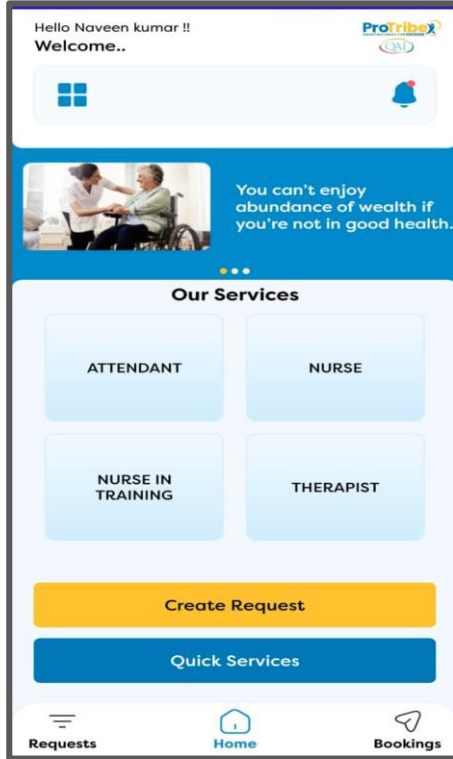 Hello Naveen kumar !!
Welcome..
ProTribe
QAI
You can't enjoy
abundance of wealth if
you're not in good health.
Our Services
ATTENDANT
NURSE
NURSE IN
TRAINING
THERAPIST
Create Request
Quick Services
Requests
Home
Bookings